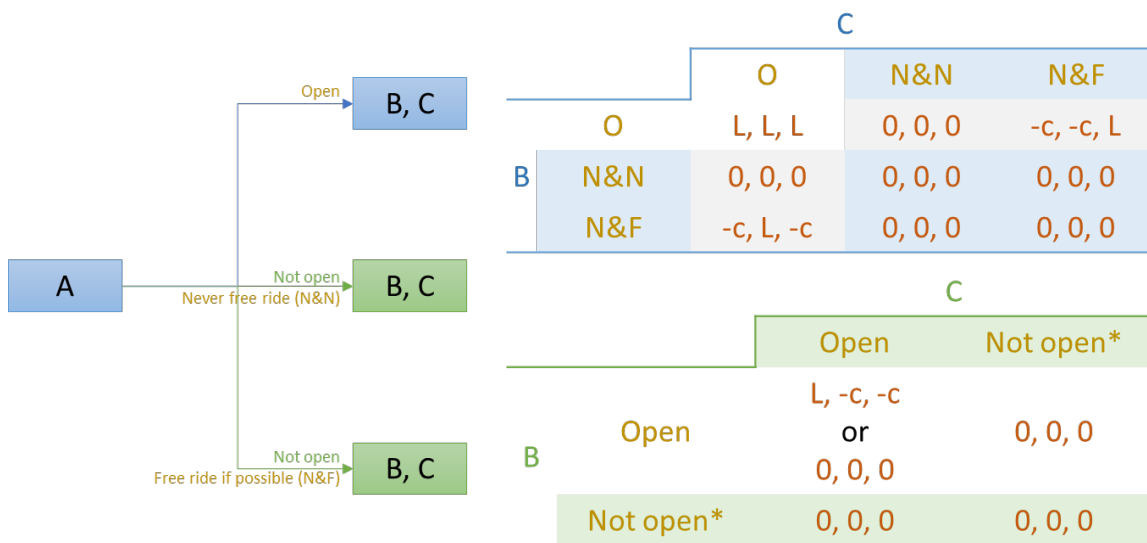 Open
B, C
A
Not open
Never free ride (N&N)
B, C
Not open
Free ride if possible (N&F)
B, C
C
O N&N N&F
O L, L, L 0, 0, 0 -c, -c, L
B N&N 0, 0, 0 0, 0, 0 0, 0, 0
N&F -c, L, -c 0, 0, 0 0, 0, 0
C
Open Not open*
L, -c, -c
B Open or 0, 0, 0
0, 0, 0
Not open* 0, 0, 0 0, 0, 0